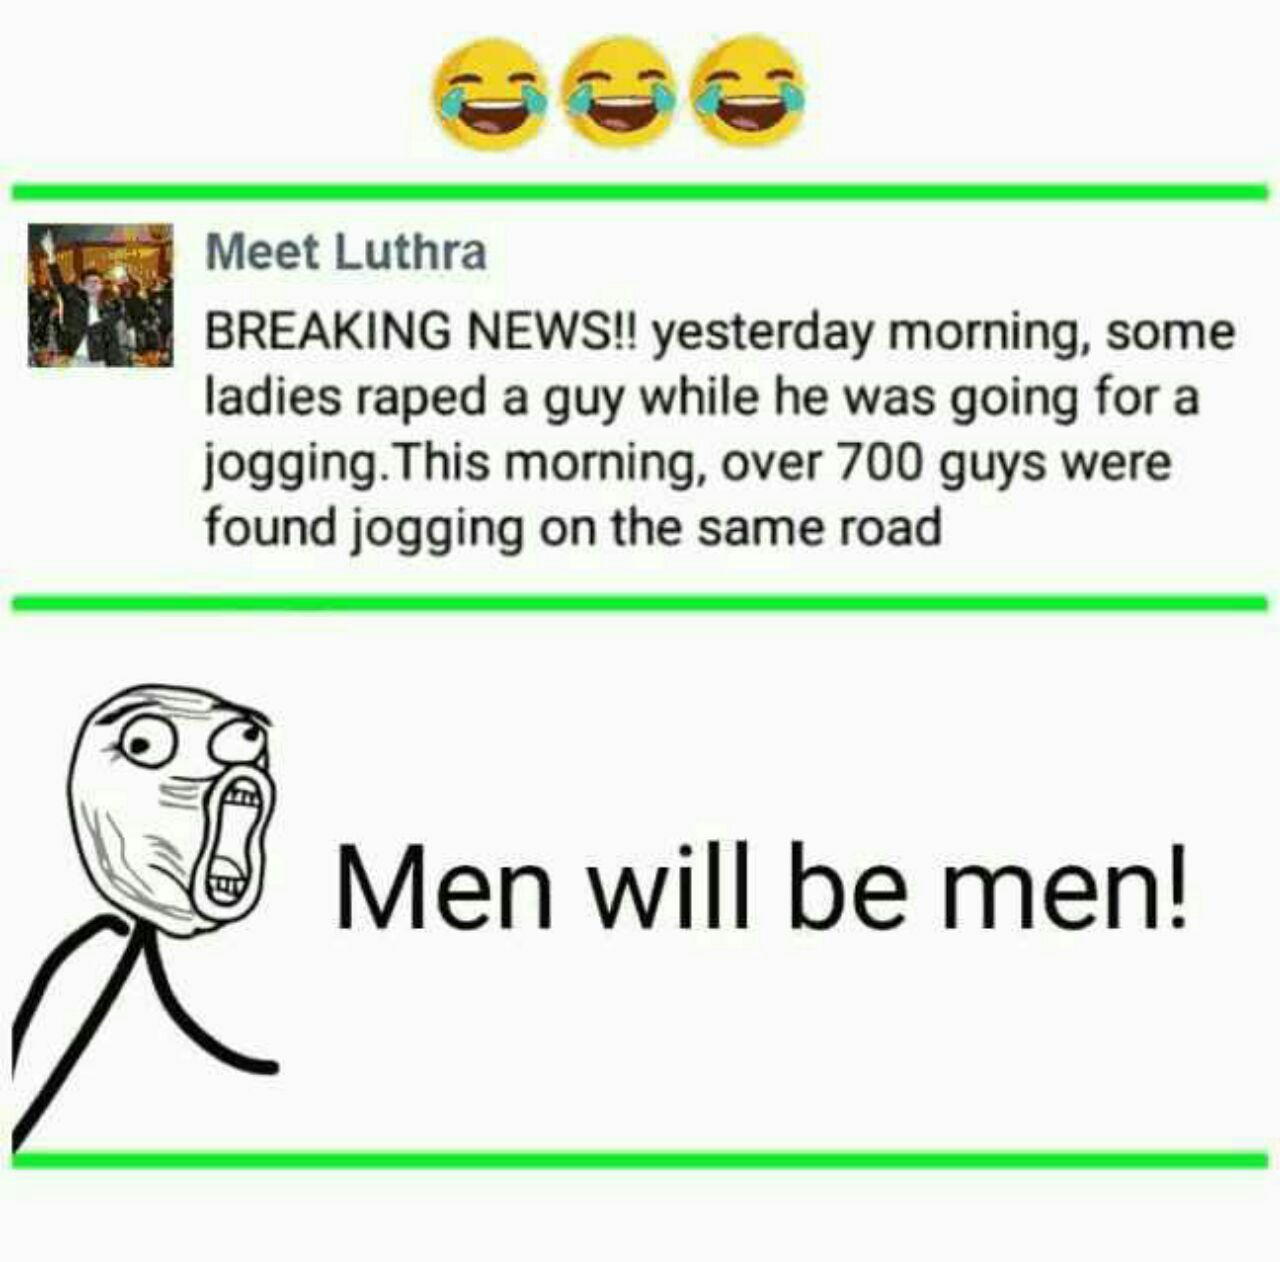 Meet Luthra
BREAKING NEWS!! yesterday morning, some
ladies raped a guy while he was going for a
jogging.This morning, over 700 guys were
found jogging on the same road
Men will be men!